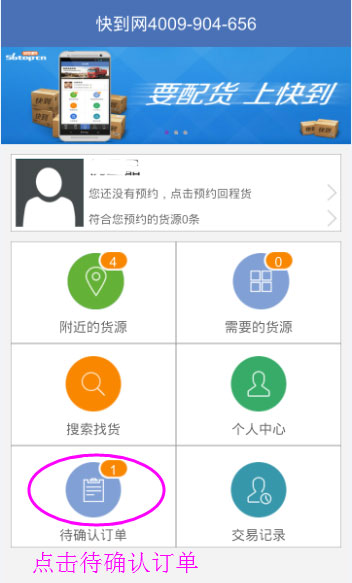 快到网4009-904-656
要配货 上快到
您还没有预约，点击预约回程货
符合您预约的货源0条
4
附近的货源
0
需要的货源
搜索找货
个人中心
1
待确认订单
交易记录
点击待确认订单